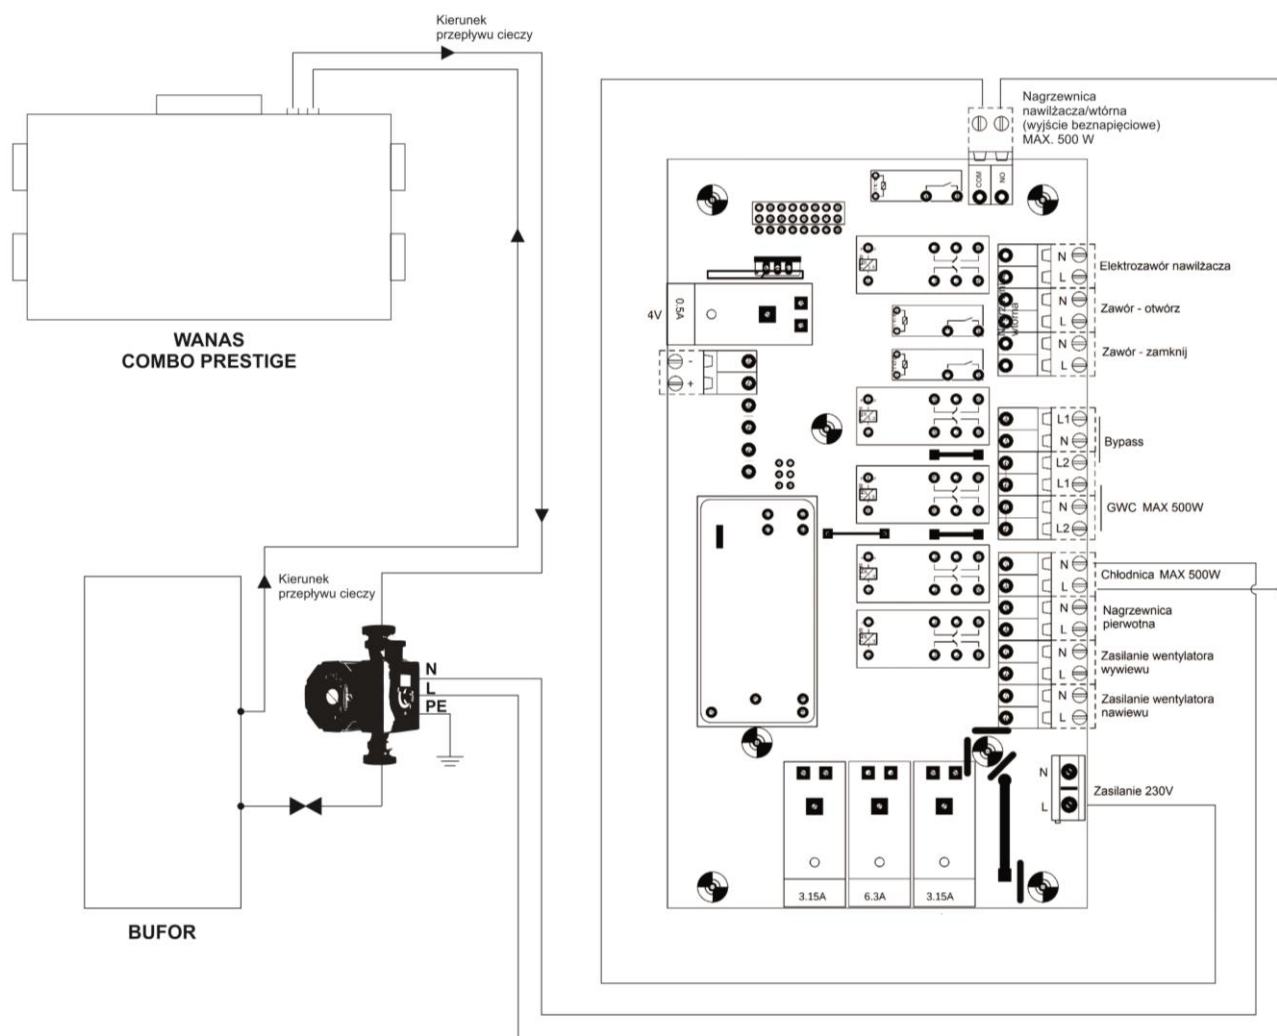 Kierunek
przepływu cieczy
WANAS
COMBO PRESTIGE
Kierunek
przepływu cieczy
N
L
PE
BUFOR
Nagrzewnica
nawilżacza/wtórna
(wyjście beznapięciowe)
MAX. 500 W
COM
NO
4V
0.5A
-
+
N
L
Elektrozawór nawilżacza
N
L
Zawór - otwórz
wtórna
N
L
Zawór - zamknij
L1
N
L2
Bypass
L1
N
L2
GWC MAX 500W
N
L
Chłodnica MAX 500W
N
L
Nagrzewnica
pierwotna
N
L
Zasilanie wentylatora
wywiewu
N
L
Zasilanie wentylatora
nawiewu
N
L
Zasilanie 230V
3.15A
6.3A
3.15A